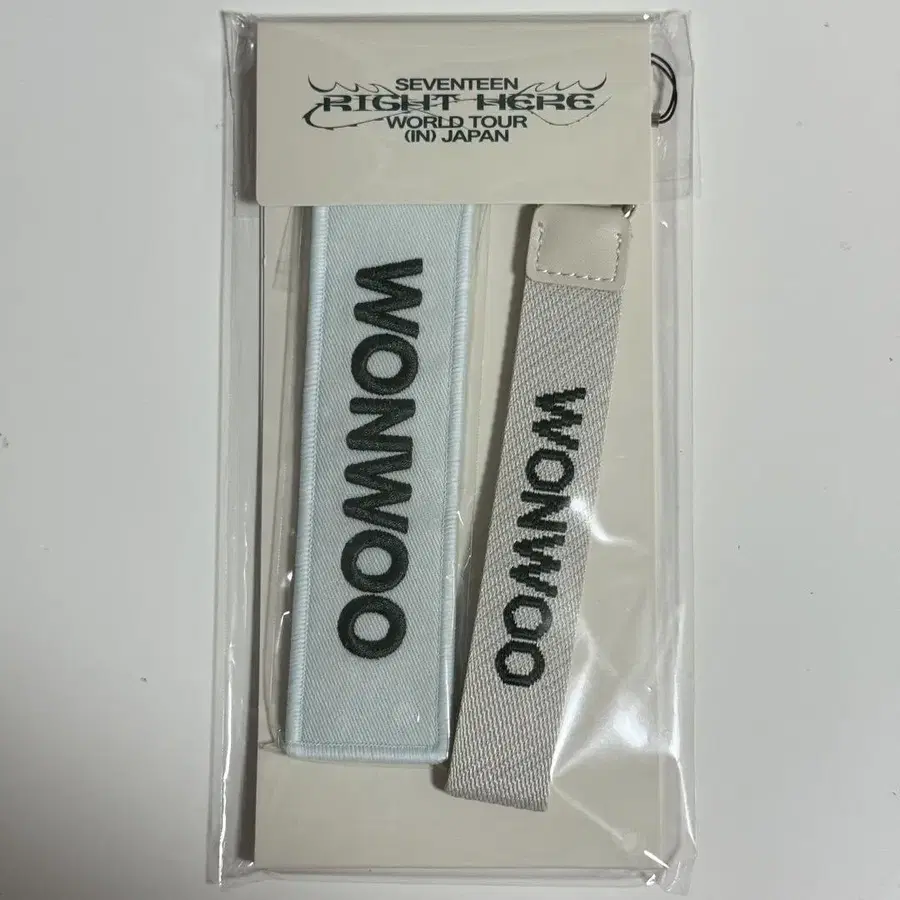 SEVENTEEN
RIGHT HERE
WORLD TOUR
(IN) JAPAN
WONWOO
WONWOO